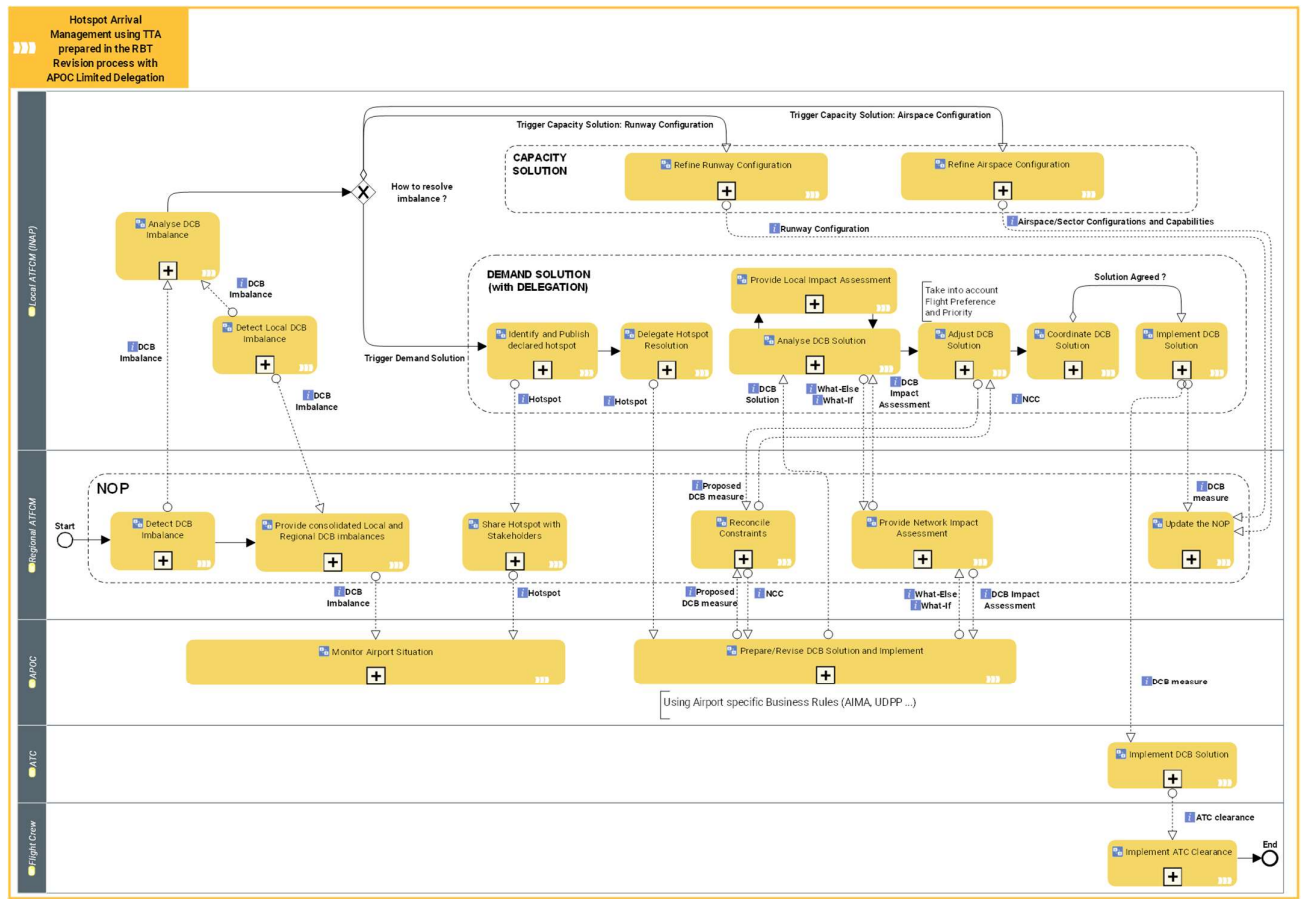 Hotspot Arrival
Management using TTA
prepared in the RBT
Revision process with
APOC Limited Delegation
Local ATFCM (INAP)
Trigger Capacity Solution: Runway Configuration
Trigger Capacity Solution: Airspace Configuration
CAPACITY
SOLUTION
Refine Runway Configuration
Refine Airspace Configuration
How to resolve
imbalance ?
X
Analyse DCB
Imbalance
Runway Configuration
Airspace/Sector Configurations and Capabilities
DCB
Imbalance
Detect Local DCB
Imbalance
DCB
Imbalance
DCB
Imbalance
Trigger Demand Solution
DEMAND SOLUTION
(with DELEGATION)
Provide Local Impact Assessment
Solution Agreed ?
Take into account
Flight Preference
and Priority
Identify and Publish
declared hotspot
Delegate Hotspot
Resolution
Analyse DCB Solution
Adjust DCB
Solution
Coordinate DCB
Solution
Implement DCB
Solution
Hotspot
Hotspot
DCB
Solution
What-Else
What-If
DCB
Impact
Assessment
NCC
Regional ATFCM
NOP
Start
Detect DCB
Imbalance
Provide consolidated Local and
Regional DCB imbalances
Share Hotspot with
Stakeholders
Proposed
DCB measure
Reconcile
Constraints
Provide Network Impact
Assessment
DCB
measure
Update the NOP
DCB
Imbalance
Hotspot
Proposed
DCB measure
NCC
What-Else
What-If
DCB Impact
Assessment
APOC
Monitor Airport Situation
Prepare/Revise DCB Solution and Implement
Using Airport specific Business Rules (AIMA, UDPP ...)
DCB measure
ATC
Implement DCB Solution
ATC clearance
Flight Crew
Implement ATC Clearance
End